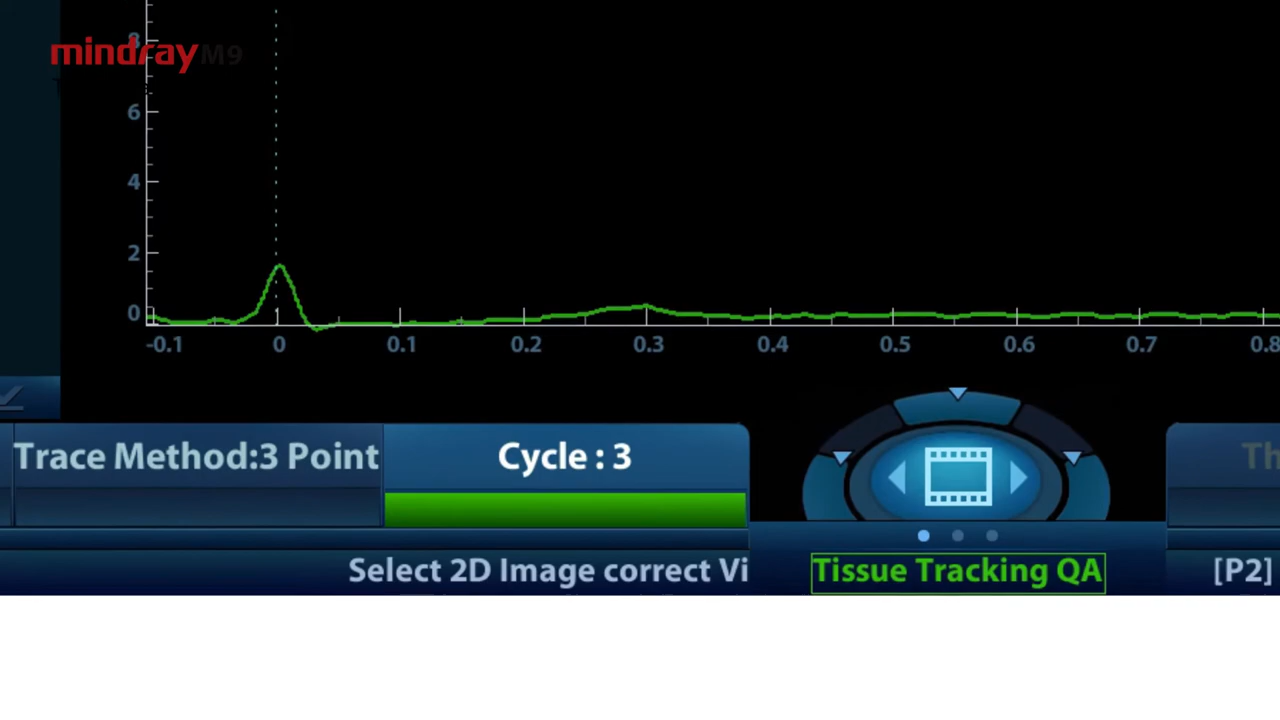 8
mindray M9
6
4
2
0
-0.1 0 0.1 0.2 0.3 0.4 0.5 0.6 0.7 0.8
Trace Method:3 Point
Cycle : 3
Th
Select 2D Image correct Vi
Tissue Tracking QA
[P2]